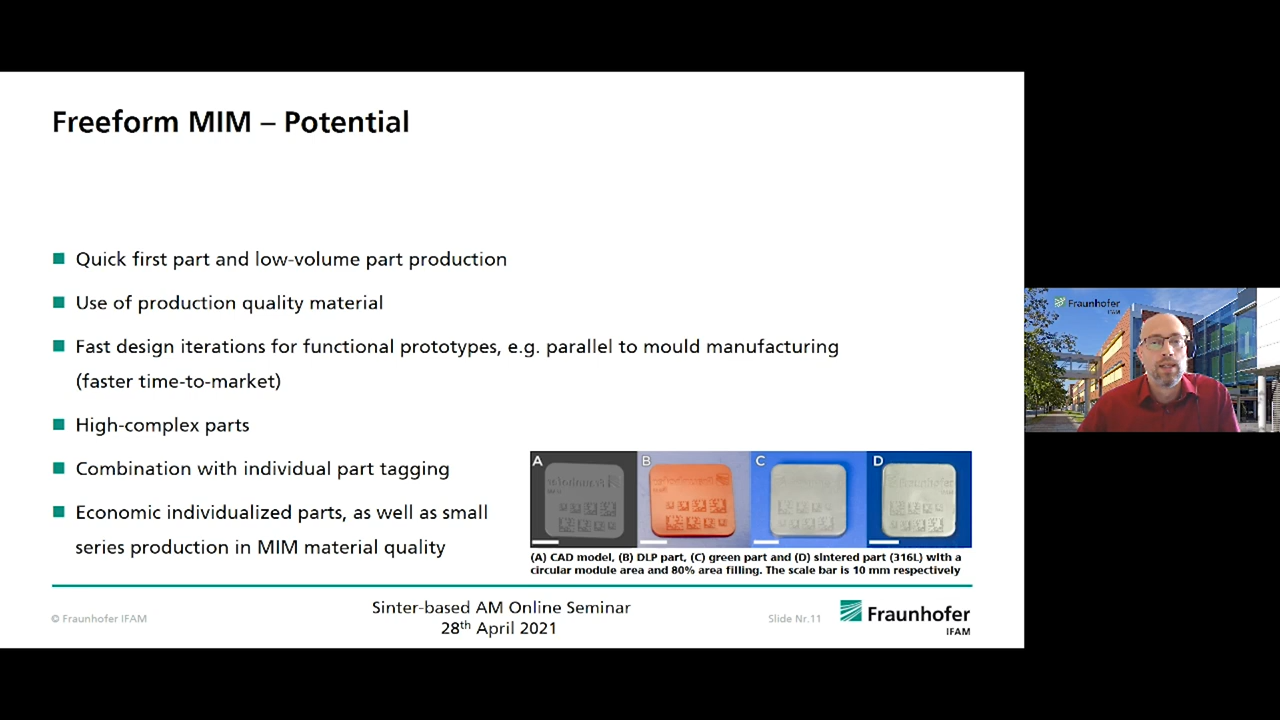 Freeform MIM – Potential
Quick first part and low-volume part production
Use of production quality material
Fast design iterations for functional prototypes, e.g. parallel to mould manufacturing
(faster time-to-market)
High-complex parts
Combination with individual part tagging
Economic individualized parts, as well as small
series production in MIM material quality
A B C D
(A) CAD model, (B) DLP part, (C) green part and (D) sintered part (316L) with a
circular module area and 80% area filling. The scale bar is 10 mm respectively
© Fraunhofer IFAM
Sinter-based AM Online Seminar
28th April 2021
Slide Nr.11
Fraunhofer
IFAM
Fraunhofer
IFAM